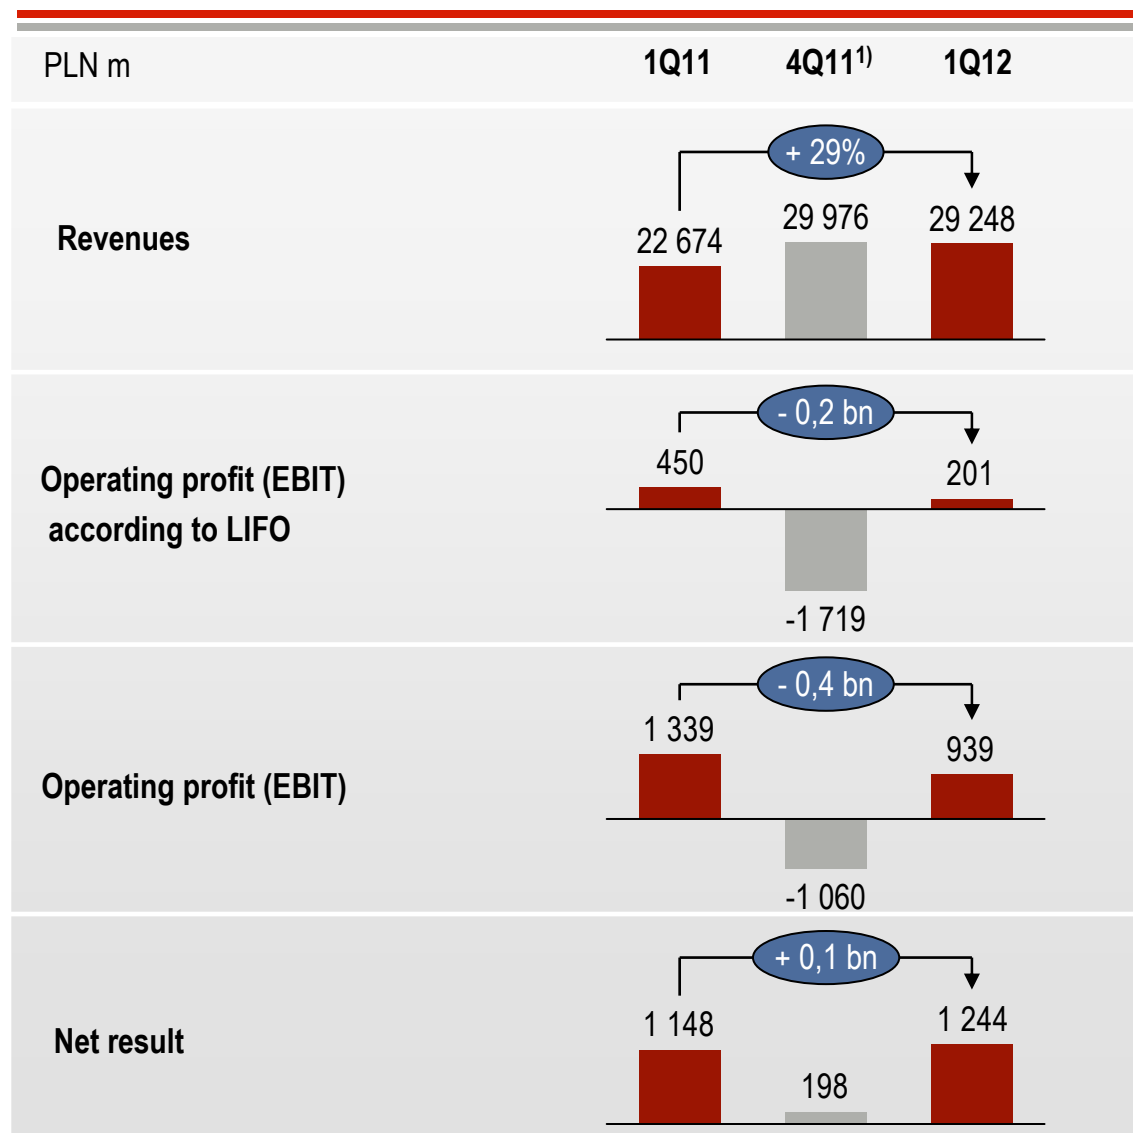 PLN m 1Q11 4Q11¹⁾ 1Q12
+ 29%
22 674 29 976 29 248
Revenues
- 0,2 bn
450 201
Operating profit (EBIT)
according to LIFO
-1 719
- 0,4 bn
1 339 939
Operating profit (EBIT)
-1 060
+ 0,1 bn
1 148 1 244
Net result
198